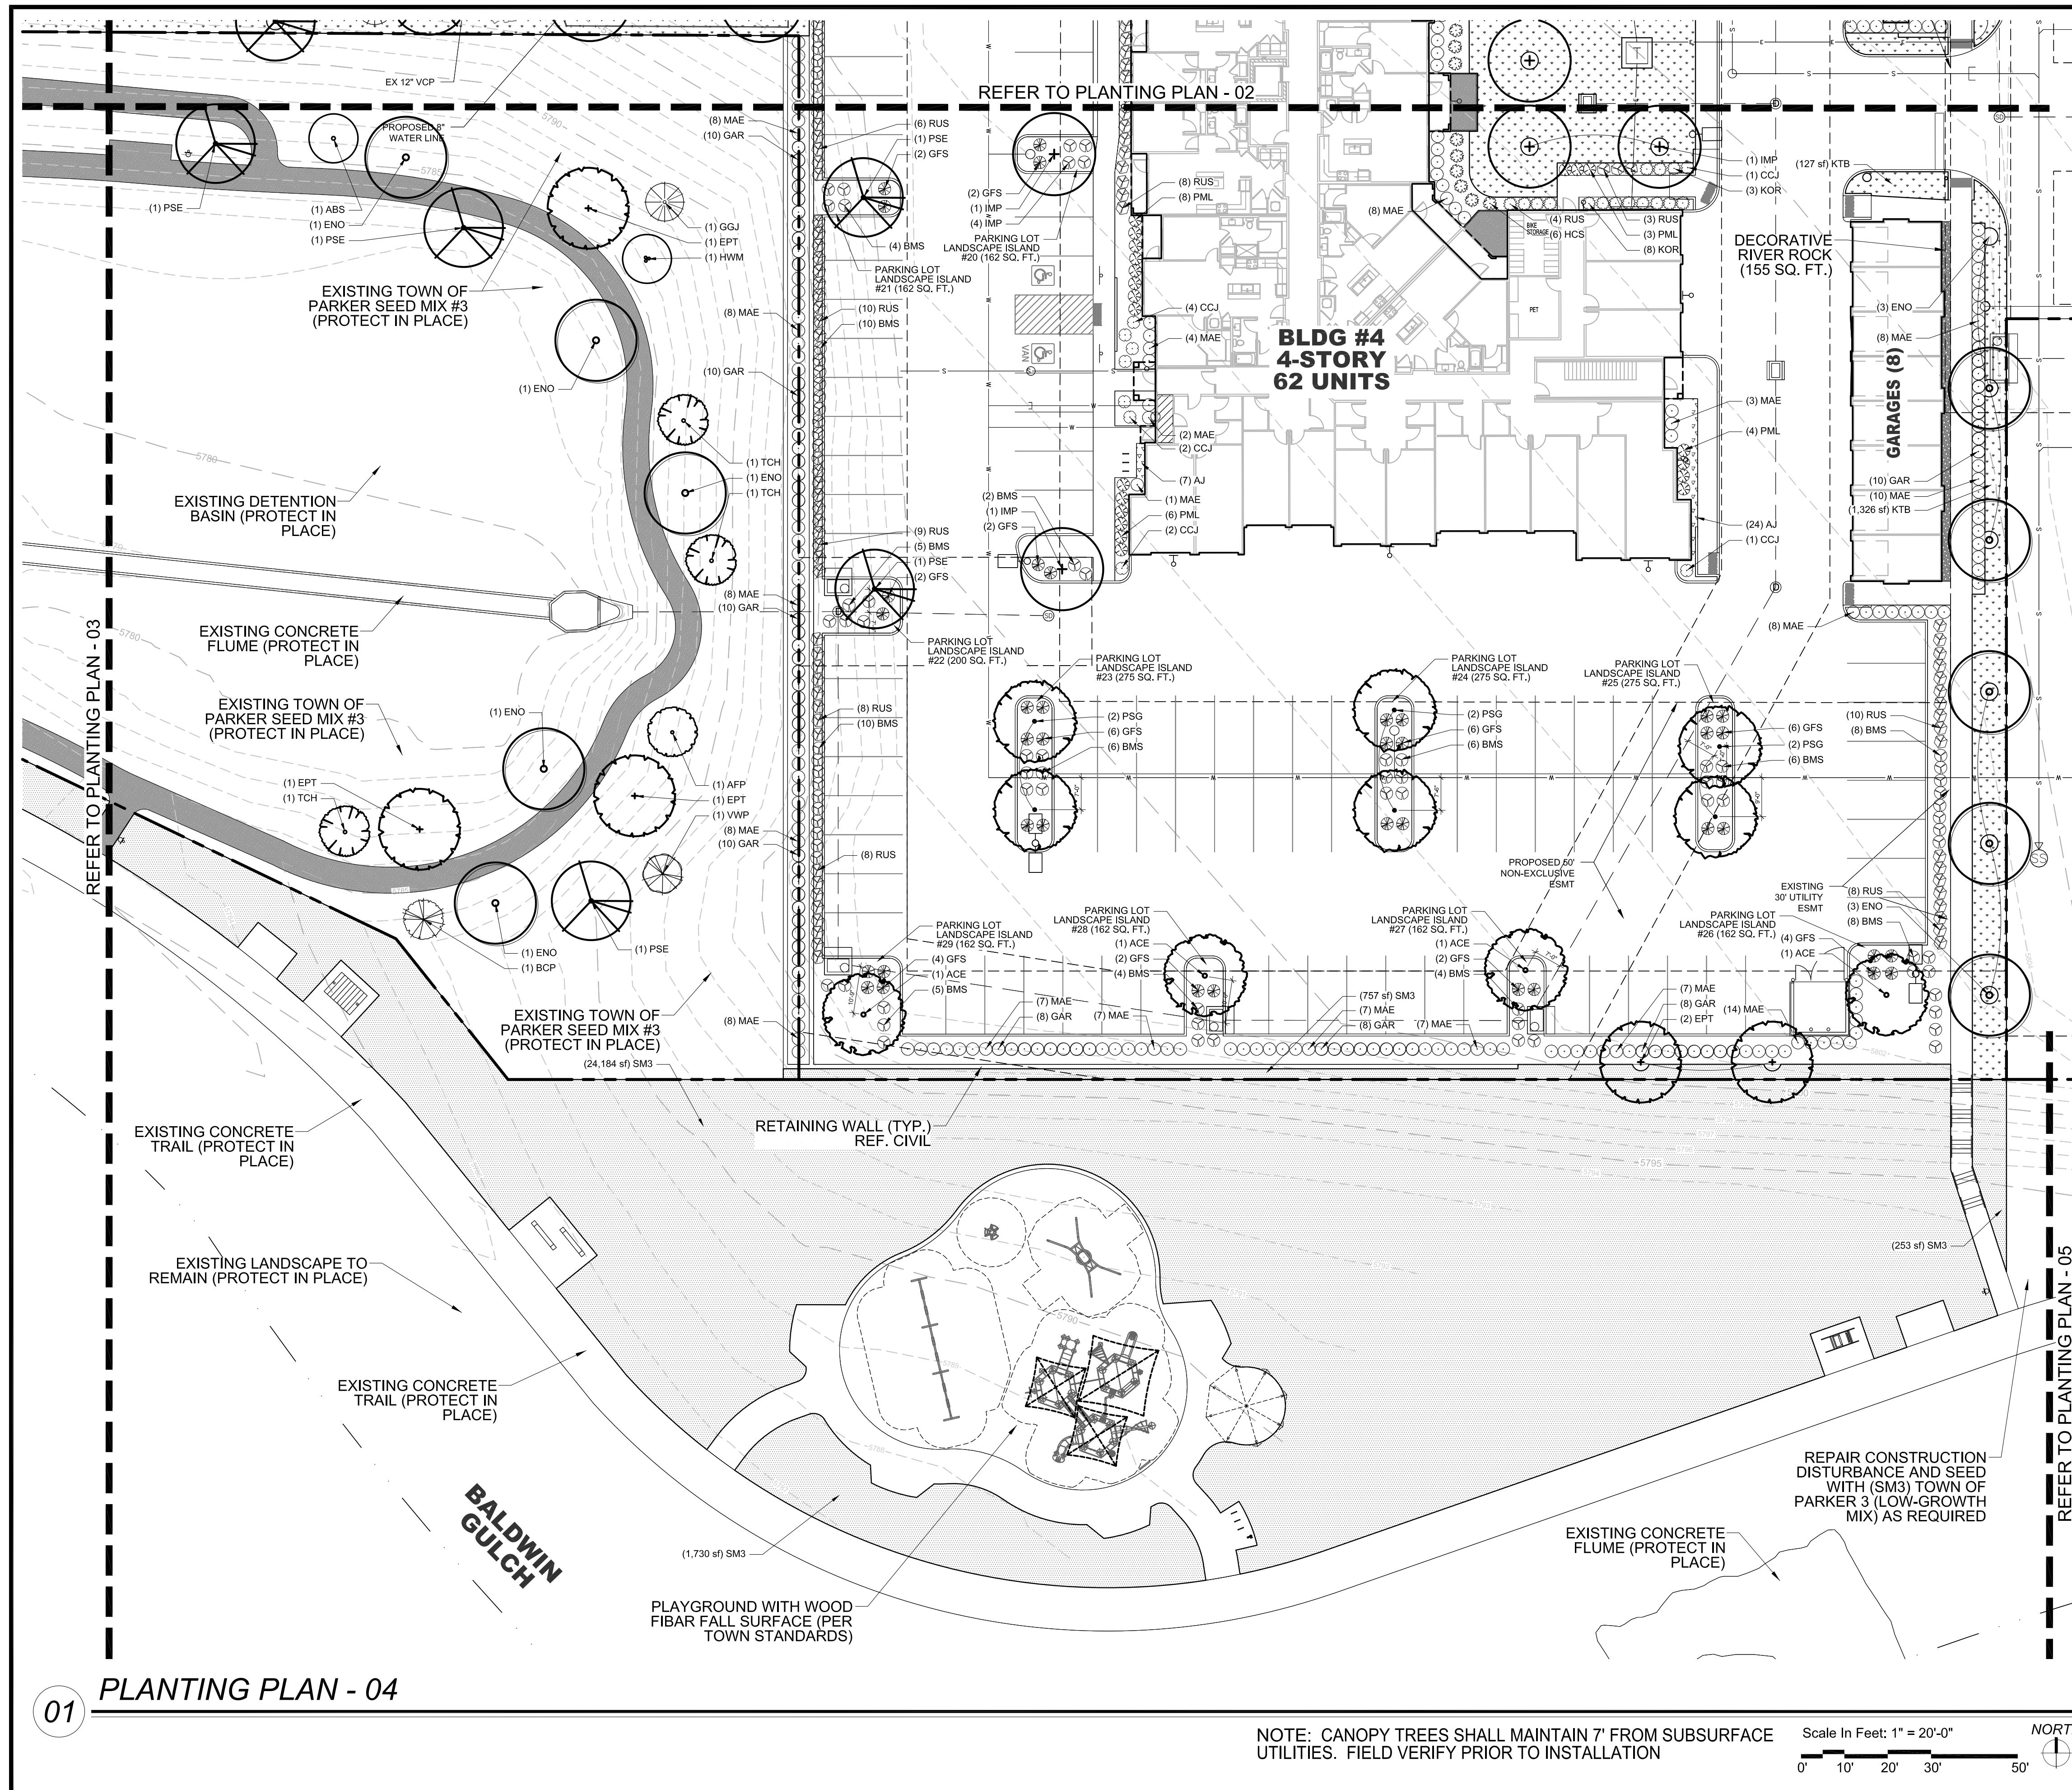 EX 12" VCP
REFER TO PLANTING PLAN - 02
PROPOSED 8"
WATER LINE
5790
5785
(1) PSE
(1) ABS
(1) ENO
(1) PSE
(1) GGJ
(1) EPT
(1) HWM
EXISTING TOWN OF
PARKER SEED MIX #3
(PROTECT IN PLACE)
(1) ENO
(1) TCH
(1) ENO
(1) TCH
5780
EXISTING DETENTION
BASIN (PROTECT IN
PLACE)
EXISTING CONCRETE
FLUME (PROTECT IN
PLACE)
5780
REFER TO PLANTING PLAN - 03
EXISTING TOWN OF
PARKER SEED MIX #3
(PROTECT IN PLACE)
(1) ENO
(1) EPT
(1) TCH
(1) AFP
(1) EPT
(1) VWP
(1) ENO
(1) BCP
(1) PSE
EXISTING TOWN OF
PARKER SEED MIX #3
(PROTECT IN PLACE)
(24,184 sf) SM3
(8) MAE
(10) GAR
(8) MAE
(10) GAR
(8) MAE
(10) GAR
(8) MAE
(10) GAR
(8) MAE
(6) RUS
(1) PSE
(2) GFS
(4) BMS
PARKING LOT
LANDSCAPE ISLAND
#21 (162 SQ. FT.)
(2) GFS
(1) IMP
(4) IMP
PARKING LOT
LANDSCAPE ISLAND
#20 (162 SQ. FT.)
VAN
(10) RUS
(10) BMS
(9) RUS
(5) BMS
(1) PSE
(2) GFS
(2) BMS
(1) IMP
(2) GFS
PARKING LOT
LANDSCAPE ISLAND
#22 (200 SQ. FT.)
(8) RUS
(10) BMS
(8) RUS
(8) RUS
(8) PML
(4) CCJ
(4) MAE
(2) MAE
(2) CCJ
(7) AJ
(1) MAE
(6) PML
(2) CCJ
BLDG #4
4-STORY
62 UNITS
(8) MAE
(4) RUS
(6) HCS
BIKE
STORAGE
PET
(1) IMP
(1) CCJ
(3) KOR
(3) RUS
(3) PML
(8) KOR
(127 sf) KTB
DECORATIVE
RIVER ROCK
(155 SQ. FT.)
(3) ENO
(8) MAE
GARAGES (8)
(3) MAE
(4) PML
(10) GAR
(10) MAE
(1,326 sf) KTB
(24) AJ
(1) CCJ
(8) MAE
PARKING LOT
LANDSCAPE ISLAND
#23 (275 SQ. FT.)
(2) PSG
(6) GFS
(6) BMS
7'-0"
PARKING LOT
LANDSCAPE ISLAND
#24 (275 SQ. FT.)
(2) PSG
(6) GFS
(6) BMS
PARKING LOT
LANDSCAPE ISLAND
#25 (275 SQ. FT.)
(6) GFS
(2) PSG
(6) BMS
(10) RUS
(8) BMS
PROPOSED 50'
NON-EXCLUSIVE
ESMT
EXISTING
30' UTILITY
ESMT
(8) RUS
(3) ENO
(8) BMS
SS
PARKING LOT
LANDSCAPE ISLAND
#29 (162 SQ. FT.)
(4) GFS
(1) ACE
(5) BMS
10'-0"
PARKING LOT
LANDSCAPE ISLAND
#28 (162 SQ. FT.)
(1) ACE
(2) GFS
(4) BMS
PARKING LOT
LANDSCAPE ISLAND
#27 (162 SQ. FT.)
(1) ACE
(2) GFS
(4) BMS
PARKING LOT
LANDSCAPE ISLAND
#26 (162 SQ. FT.)
(4) GFS
(1) ACE
(7) MAE
(8) GAR
(7) MAE
(757 sf) SM3
(7) MAE
(8) GAR
(7) MAE
(7) MAE
(8) GAR
(2) EPT
(14) MAE
RETAINING WALL (TYP.)
REF. CIVIL
EXISTING CONCRETE
TRAIL (PROTECT IN
PLACE)
5795
5790
(253 sf) SM3
EXISTING LANDSCAPE TO
REMAIN (PROTECT IN PLACE)
EXISTING CONCRETE
TRAIL (PROTECT IN
PLACE)
REFER TO PLANTING PLAN - 05
REPAIR CONSTRUCTION
DISTURBANCE AND SEED
WITH (SM3) TOWN OF
PARKER 3 (LOW-GROWTH
MIX) AS REQUIRED
BALDWIN
GULCH
(1,730 sf) SM3
EXISTING CONCRETE
FLUME (PROTECT IN
PLACE)
PLAYGROUND WITH WOOD
FIBAR FALL SURFACE (PER
TOWN STANDARDS)
01
PLANTING PLAN - 04
NOTE: CANOPY TREES SHALL MAINTAIN 7' FROM SUBSURFACE
UTILITIES. FIELD VERIFY PRIOR TO INSTALLATION
Scale In Feet: 1" = 20'-0"
0' 10' 20' 30' 50'
NORT